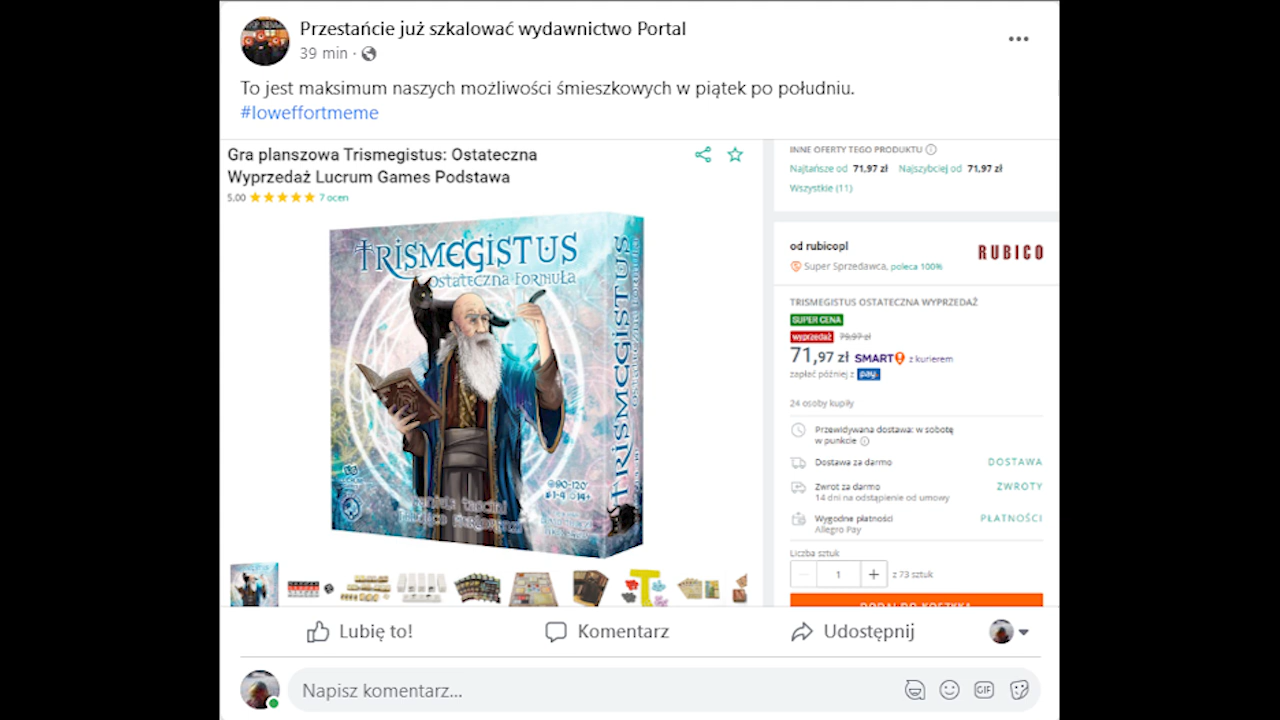 Przestańcie już szkalować wydawnictwo Portal
39 min ·
To jest maksimum naszych możliwości śmieszkowych w piątek po południu.
#loweffortmeme
Gra planszowa Trismegistus: Ostateczna
Wyprzedaż Lucrum Games Podstawa
5,00 7 ocen
TRISMEGISTUS
OSTATECZNA FORMUŁA
TRISMEGISTUS
90-120'
1-4 14+
INNE OFERTY TEGO PRODUKTU
Najtańsze od 71,97 zł Najszybciej od 71,97 zł
Wszystkie (11)
od rubicopl
RUBICO
Super Sprzedawca, poleca 100%
TRISMEGISTUS OSTATECZNA WYPRZEDAŻ
SUPER CENA
wyprzedaż 79,97 zł
71,97 zł SMART! z kurierem
zapłać później z pay
24 osoby kupiły
Przewidywana dostawa: w sobotę
w punkcie
Dostawa za darmo DOSTAWA
Zwrot za darmo ZWROTY
14 dni na odstąpienie od umowy
Wygodne płatności PŁATNOŚCI
Allegro Pay
Liczba sztuk
− 1 + z 73 sztuk
DODAJ DO KOSZYKA
Lubię to! Komentarz Udostępnij
Napisz komentarz...
GIF